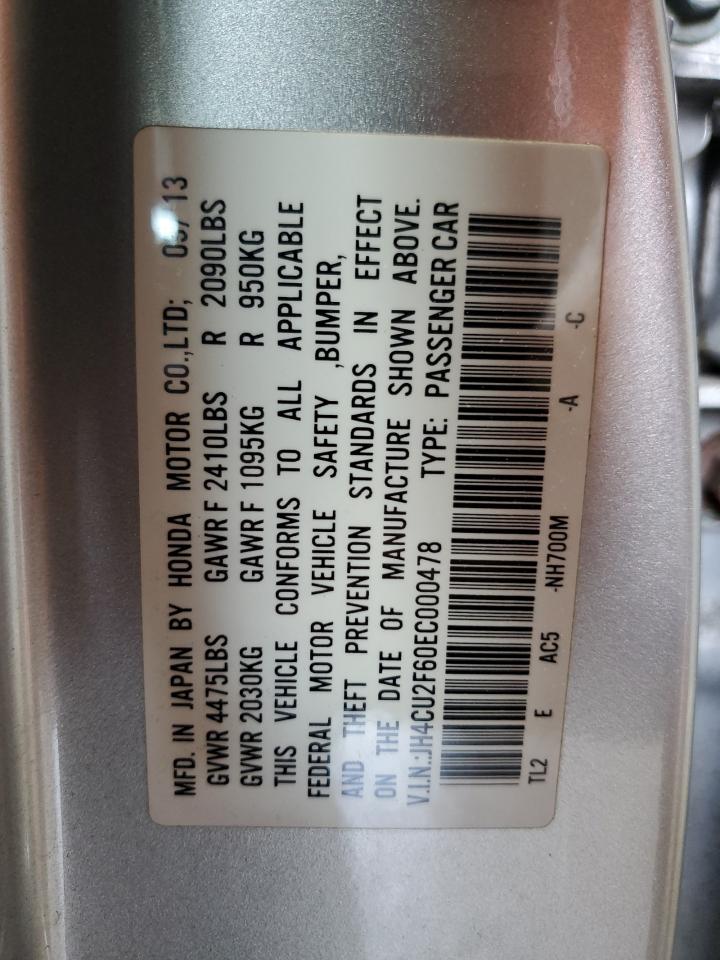 MFD. IN JAPAN BY HONDA MOTOR CO.,LTD; 13
GVWR 4475LBS GAWR F 2410LBS R 2090LBS
GVWR 2030KG GAWR F 1095KG R 950KG
THIS VEHICLE CONFORMS TO ALL APPLICABLE
FEDERAL MOTOR VEHICLE SAFETY ,BUMPER,
AND THEFT PREVENTION STANDARDS IN EFFECT
ON THE DATE OF MANUFACTURE SHOWN ABOVE.
V.I.N.:JH4CU2F60EC000478 TYPE: PASSENGER CAR
TL2 E AC5 -NH700M -A -C